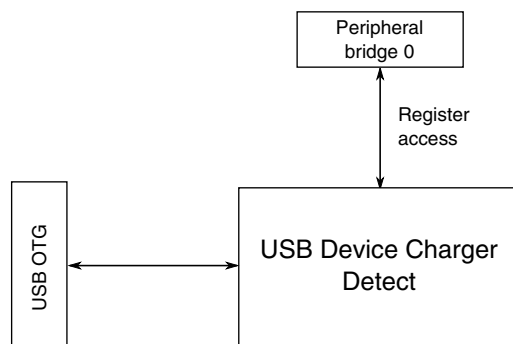 Peripheral
bridge 0
Register
access
USB OTG
USB Device Charger
Detect